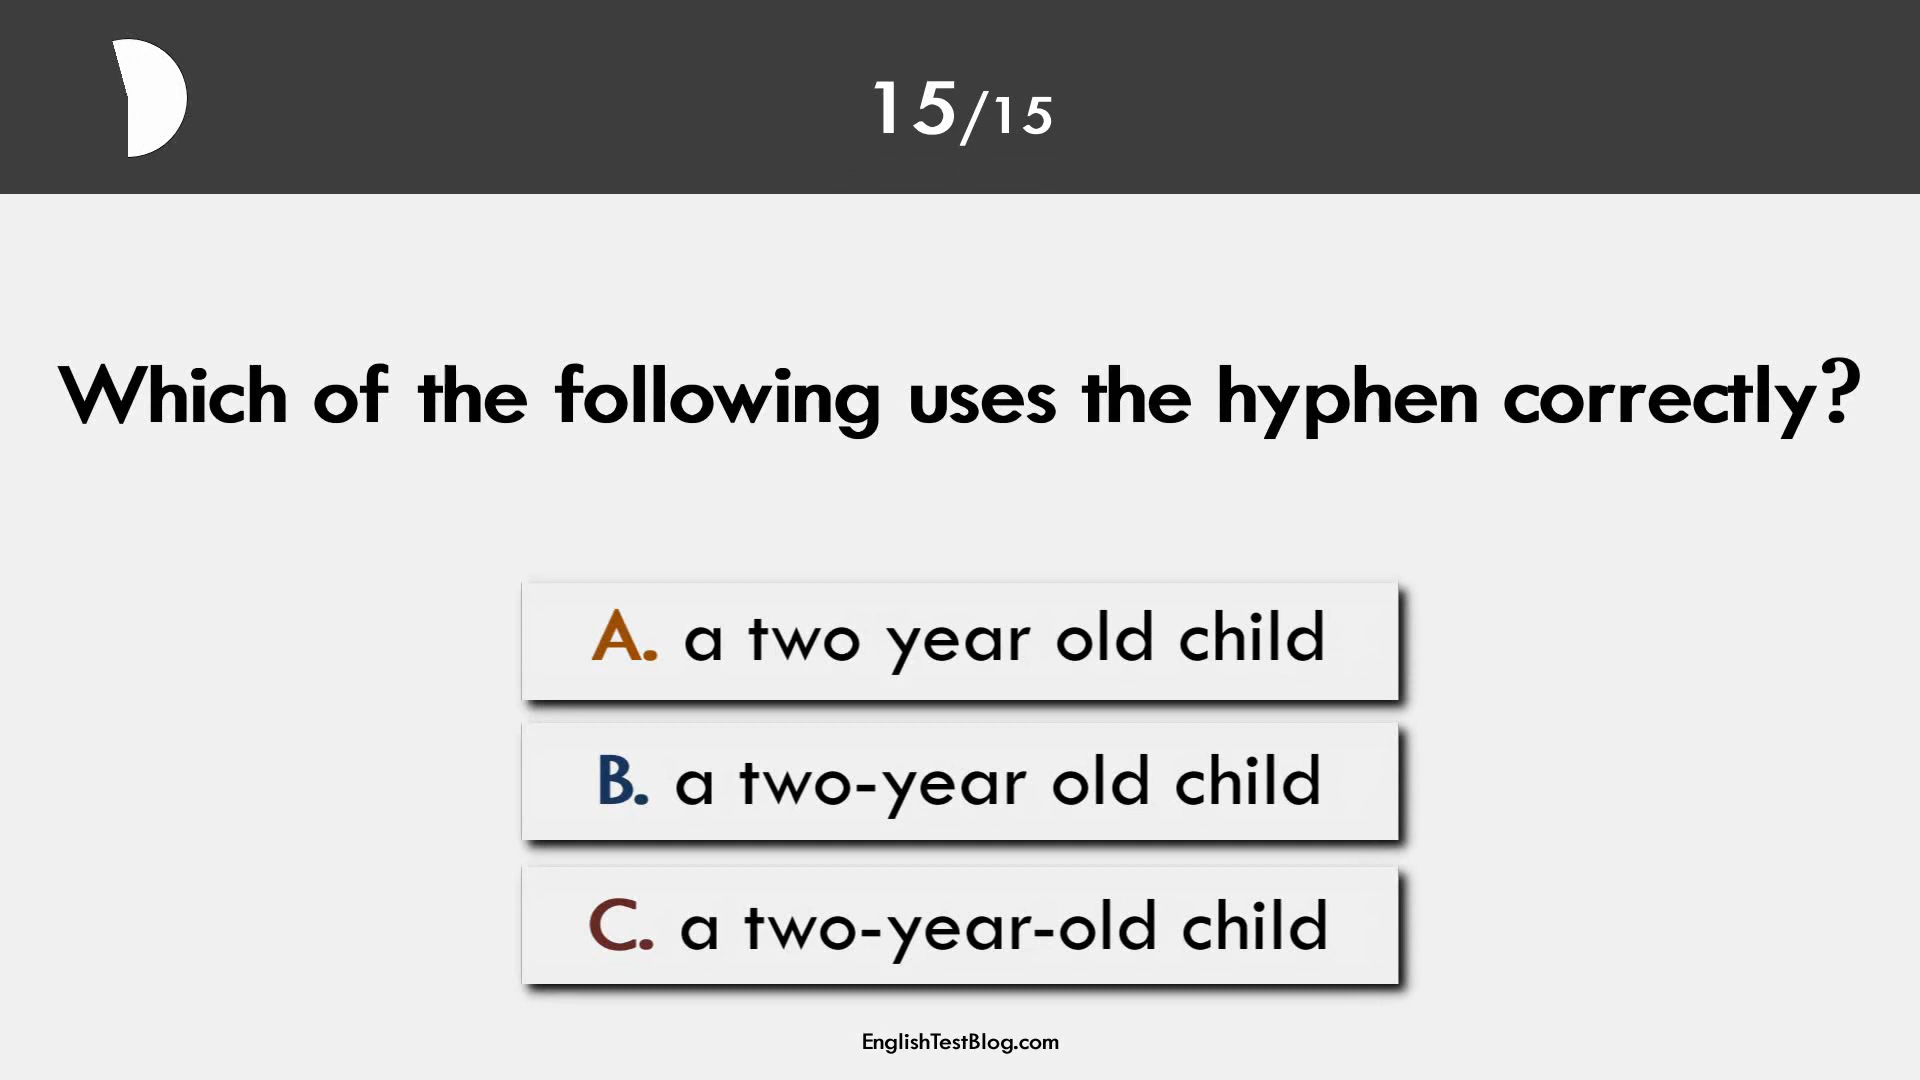 15/15
Which of the following uses the hyphen correctly?
A. a two year old child
B. a two-year old child
C. a two-year-old child
EnglishTestBlog.com